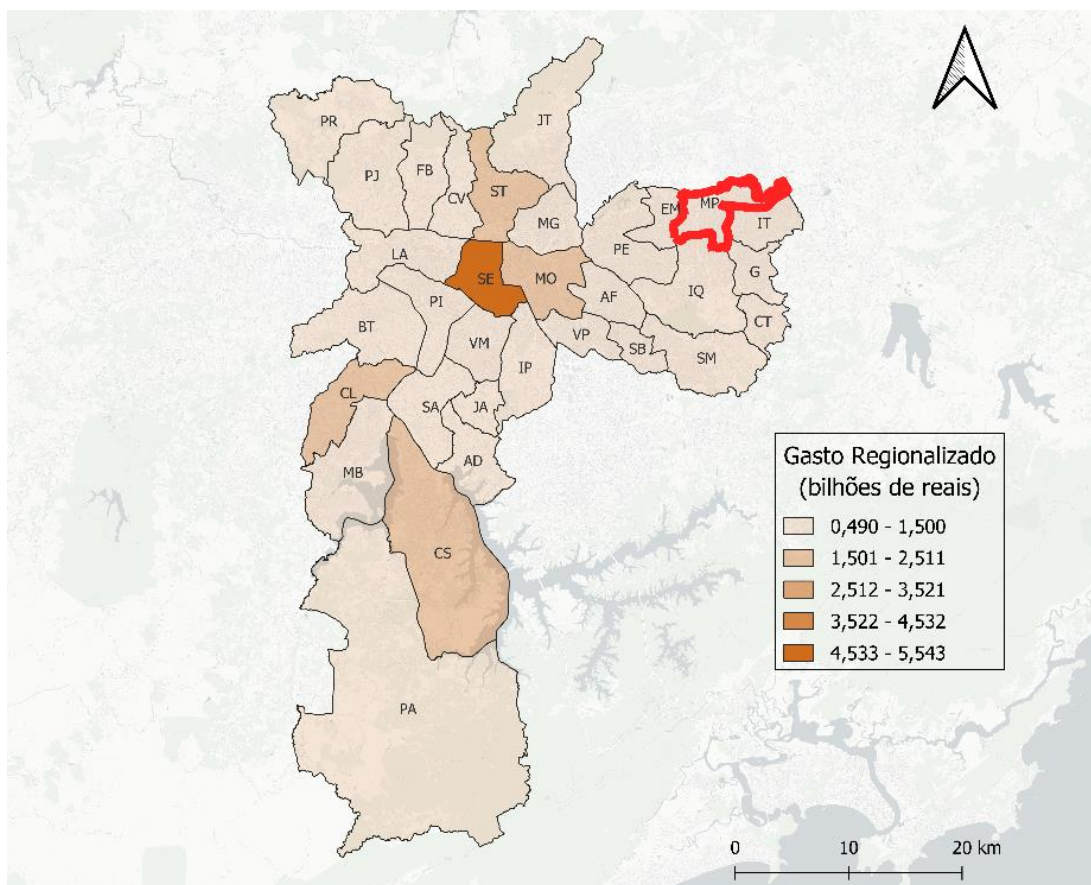 JT
PR
PJ
FB
CV
ST
MG
EM
MP
IT
PE
LA
SE
MO
G
IQ
AF
PI
BT
CT
VM
VP
SB
SM
IP
CL
SA
JA
MB
AD
CS
PA
Gasto Regionalizado
(bilhões de reais)
0,490 - 1,500
1,501 - 2,511
2,512 - 3,521
3,522 - 4,532
4,533 - 5,543
0 10 20 km